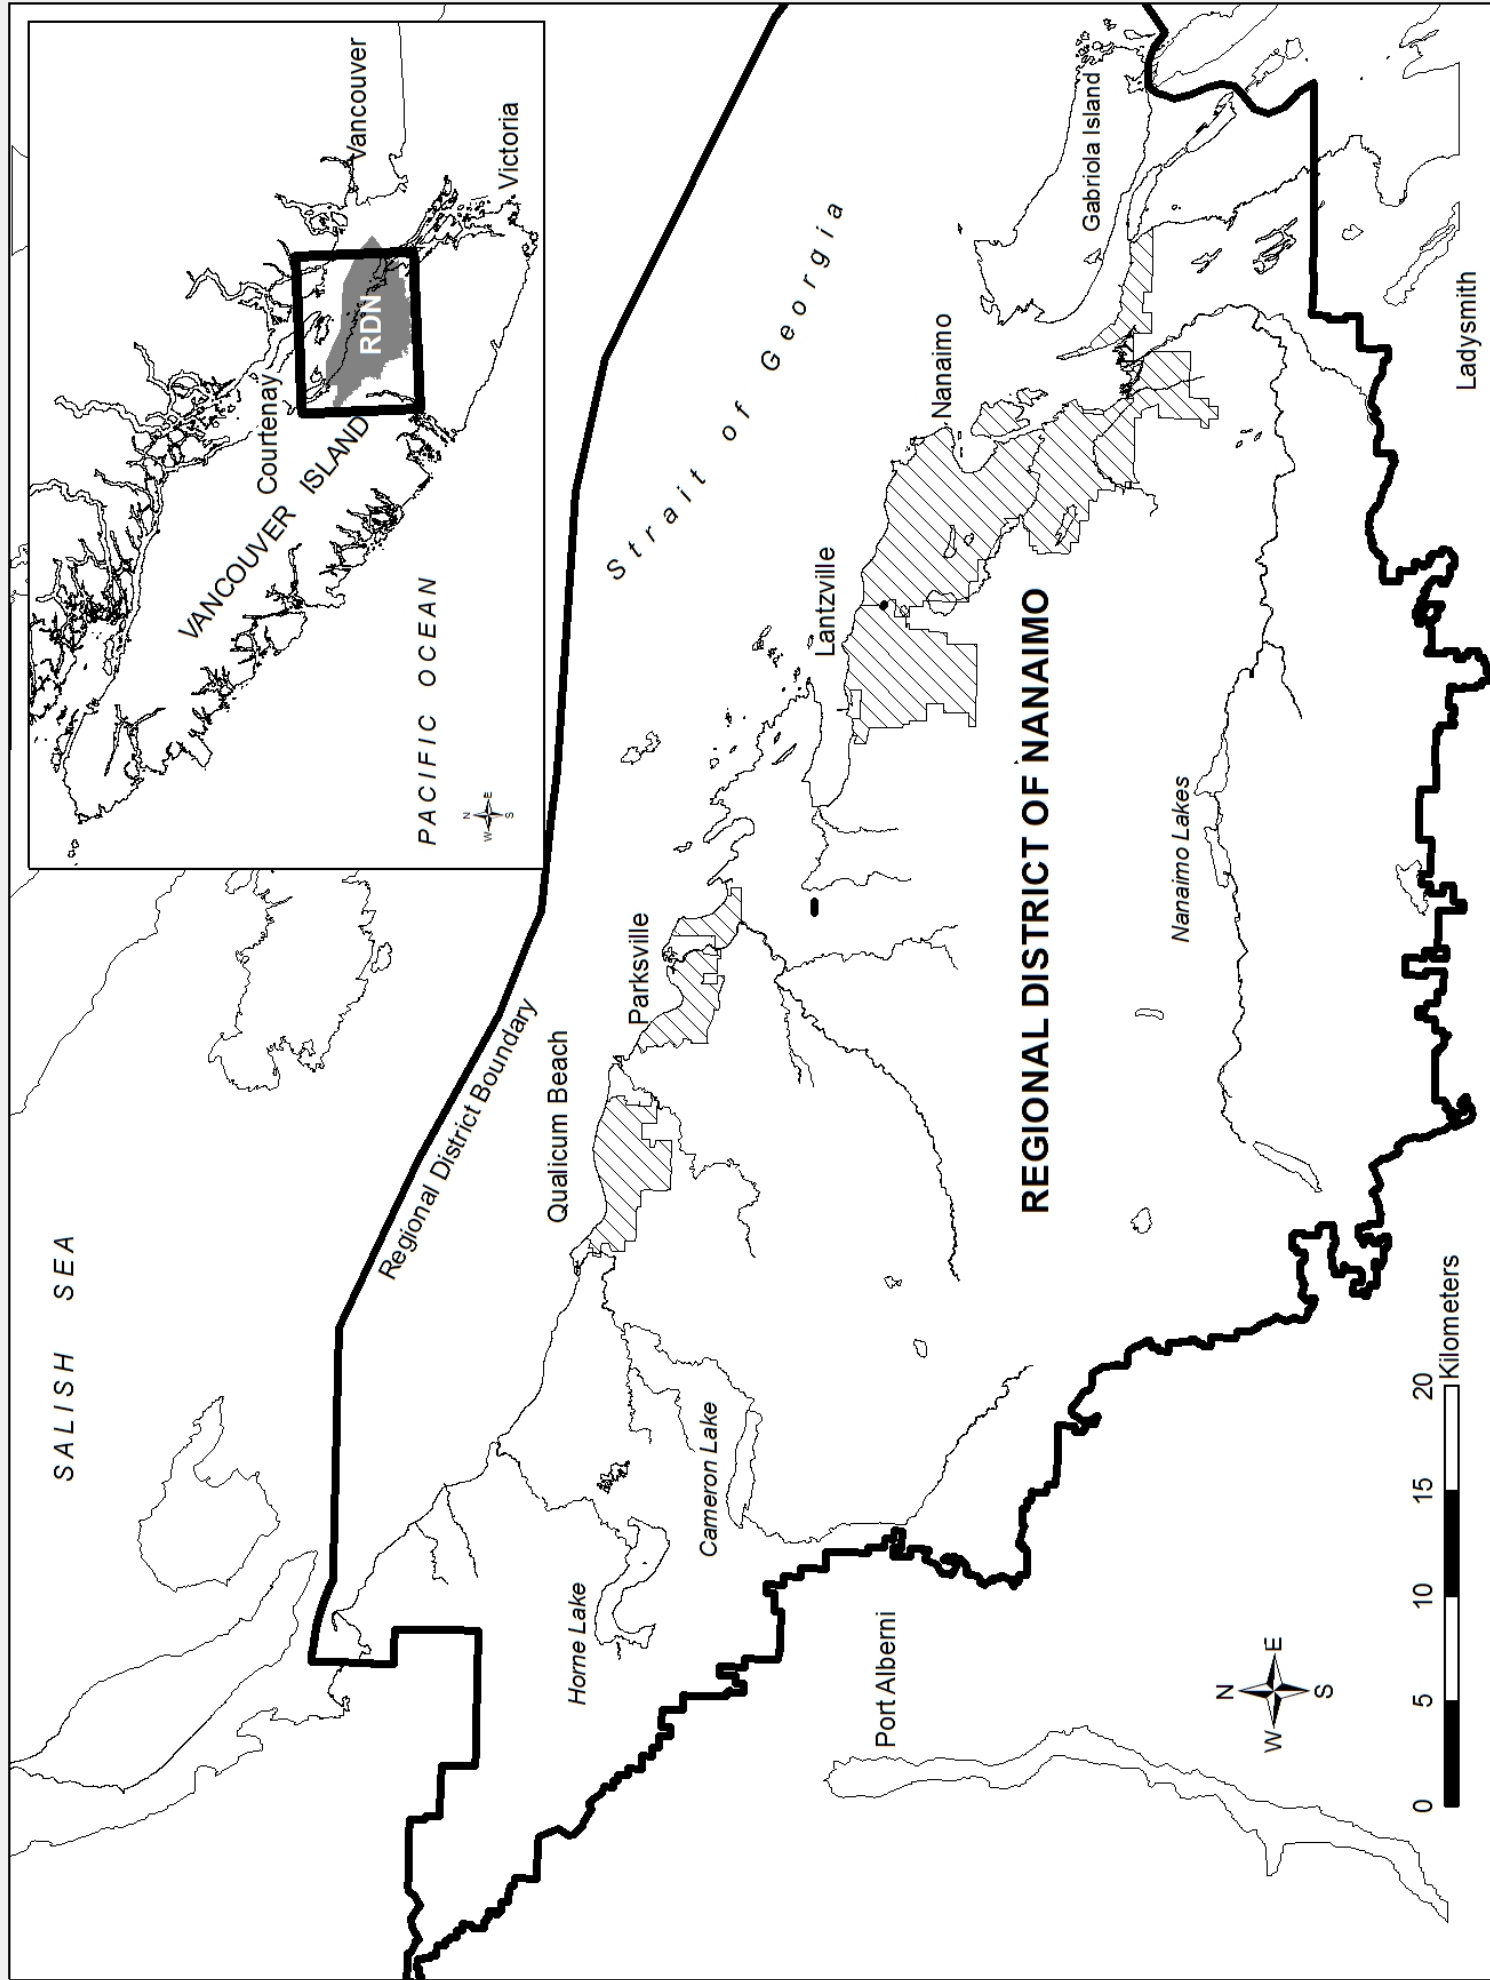 Vancouver
Victoria
RDN
Courtenay
VANCOUVER ISLAND
PACIFIC OCEAN
N
W E
S
SALISH SEA
Regional District Boundary
Strait of Georgia
Qualicum Beach
Parksville
Lantzville
Nanaimo
Gabriola Island
Horne Lake
Cameron Lake
REGIONAL DISTRICT OF NANAIMO
Port Alberni
Nanaimo Lakes
Ladysmith
N
W E
S
0 5 10 15 20
Kilometers